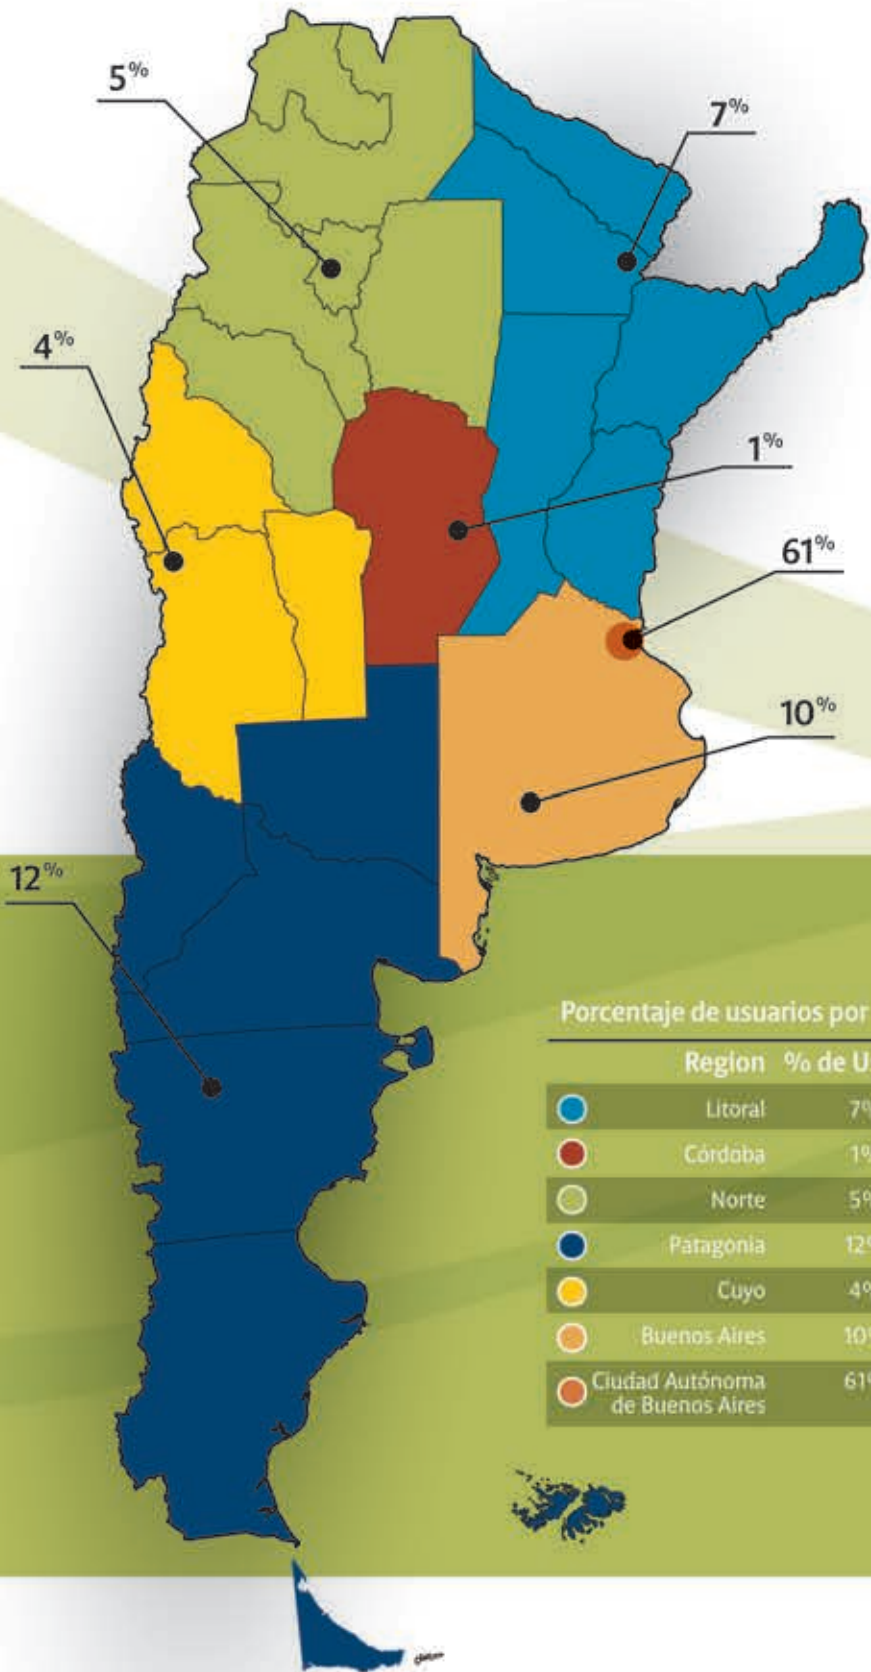 5%
7%
4%
1%
61%
10%
12%
Porcentaje de usuarios por
Region % de U
Litoral 7%
Córdoba 1%
Norte 5%
Patagonia 12%
Cuyo 4%
Buenos Aires 10%
Ciudad Autónoma 61%
de Buenos Aires